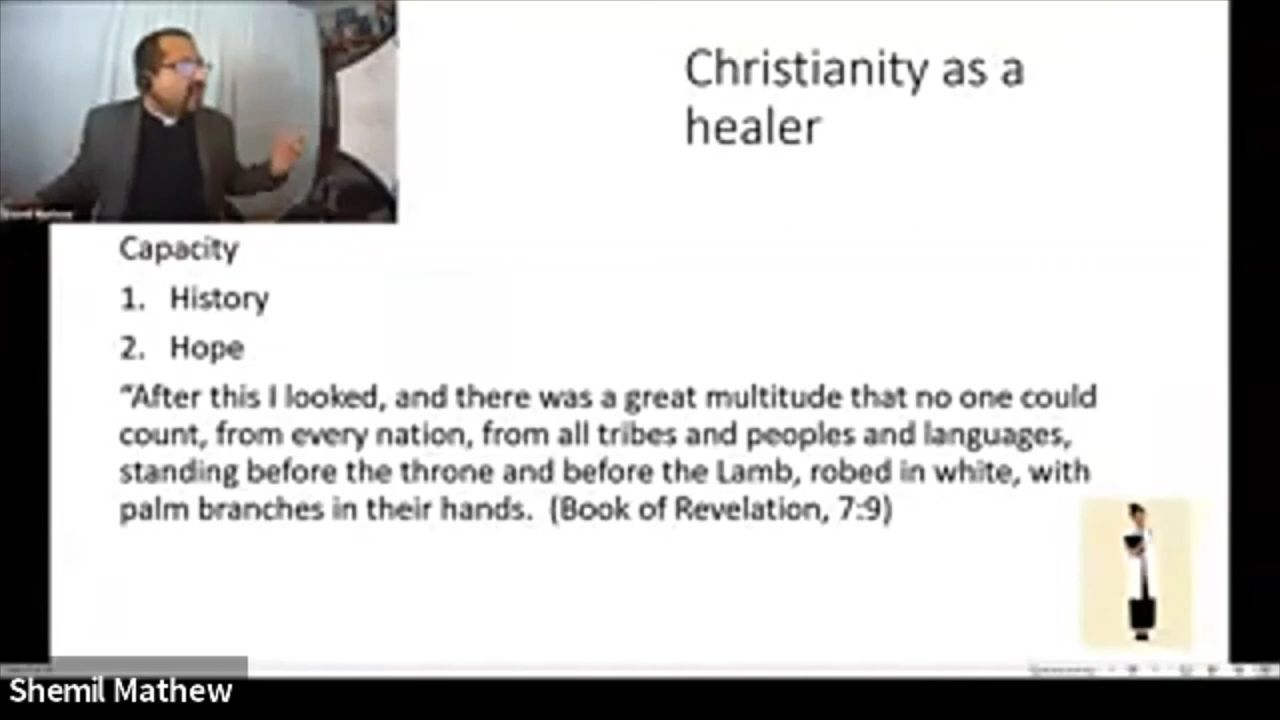 Christianity as a
healer
Capacity
1. History
2. Hope
“After this I looked, and there was a great multitude that no one could
count, from every nation, from all tribes and peoples and languages,
standing before the throne and before the Lamb, robed in white, with
palm branches in their hands. (Book of Revelation, 7:9)
Shemil Mathew